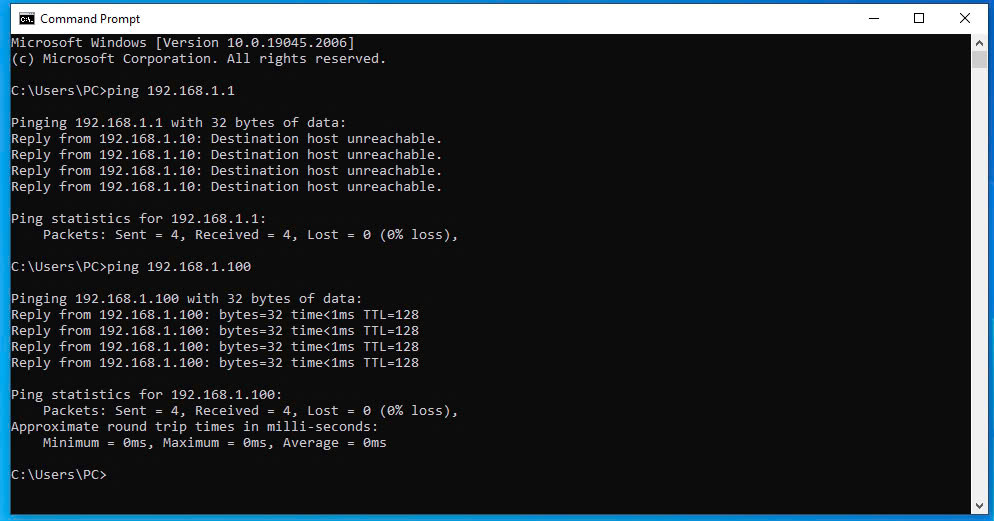 Command Prompt
Microsoft Windows [Version 10.0.19045.2006]
(c) Microsoft Corporation. All rights reserved.
C:\Users\PC>ping 192.168.1.1
Pinging 192.168.1.1 with 32 bytes of data:
Reply from 192.168.1.10: Destination host unreachable.
Reply from 192.168.1.10: Destination host unreachable.
Reply from 192.168.1.10: Destination host unreachable.
Reply from 192.168.1.10: Destination host unreachable.
Ping statistics for 192.168.1.1:
    Packets: Sent = 4, Received = 4, Lost = 0 (0% loss),
C:\Users\PC>ping 192.168.1.100
Pinging 192.168.1.100 with 32 bytes of data:
Reply from 192.168.1.100: bytes=32 time<1ms TTL=128
Reply from 192.168.1.100: bytes=32 time<1ms TTL=128
Reply from 192.168.1.100: bytes=32 time<1ms TTL=128
Reply from 192.168.1.100: bytes=32 time<1ms TTL=128
Ping statistics for 192.168.1.100:
    Packets: Sent = 4, Received = 4, Lost = 0 (0% loss),
Approximate round trip times in milli-seconds:
    Minimum = 0ms, Maximum = 0ms, Average = 0ms
C:\Users\PC>